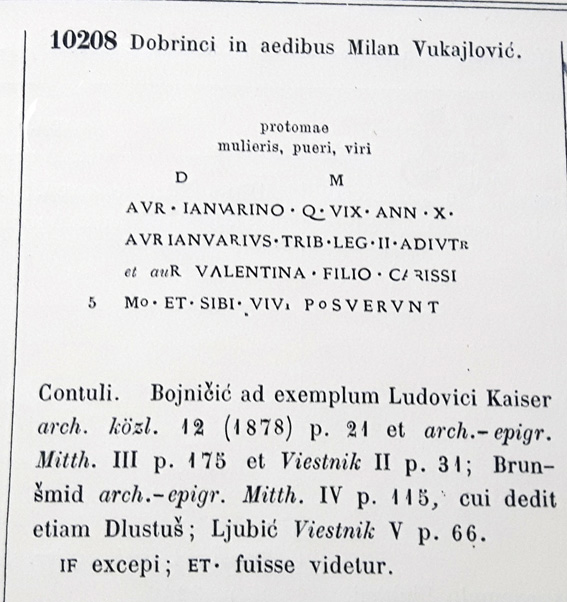 10208 Dobrinci in aedibus Milan Vukajlović.
protomae
mulieris, pueri, viri
D M
AVR · IANVARINO · Q · VIX · ANN · X ·
AVR IANVARIVS · TRIB · LEG · II · ADIVTR
et auR VALENTINA · FILIO · CARISSI
5 MO · ET · SIBI · VIVI POSVERVNT
Contuli. Bojničić ad exemplum Ludovici Kaiser
arch. közl. 12 (1878) p. 21 et arch.-epigr.
Mitth. III p. 175 et Viestnik II p. 31; Brun-
šmid arch.-epigr. Mitth. IV p. 115, cui dedit
etiam Dlustuš; Ljubić Viestnik V p. 66.
IF excepi; ET· fuisse videtur.